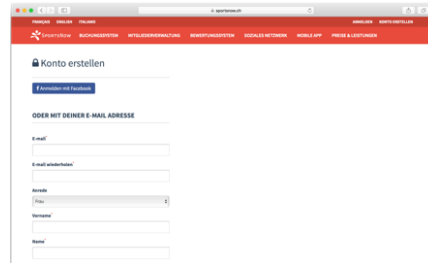 sportsnow.ch
FRANÇAIS ENGLISH ITALIANO ANMELDEN KONTO ERSTELLEN
SPORTSNOW BUCHUNGSSYSTEM MITGLIEDERVERWALTUNG BEWERTUNGSSYSTEM SOZIALES NETZWERK MOBILE APP PREISE & LEISTUNGEN
Konto erstellen
f Anmelden mit Facebook
ODER MIT DEINER E-MAIL ADRESSE
E-mail*
E-mail wiederholen*
Anrede
Frau
Vorname*
Name*